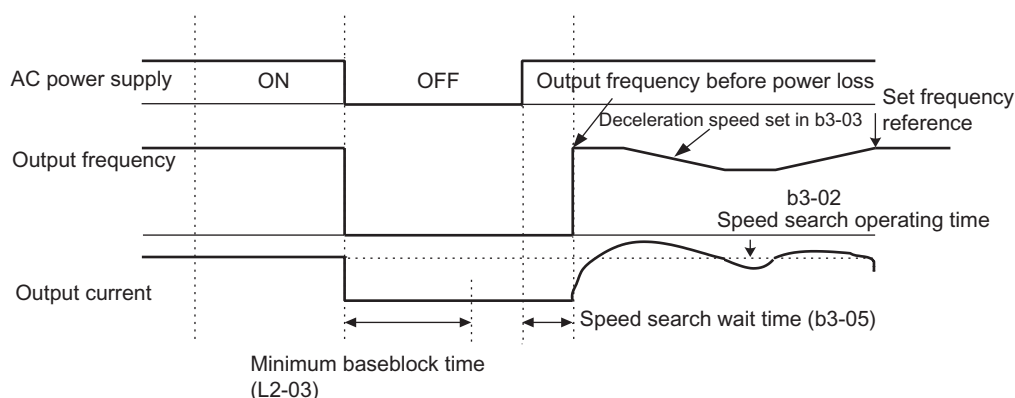 AC power supply
ON
OFF
Output frequency before power loss
Set frequency
reference
Deceleration speed set in b3-03
Output frequency
b3-02
Speed search operating time
Output current
Speed search wait time (b3-05)
Minimum baseblock time
(L2-03)